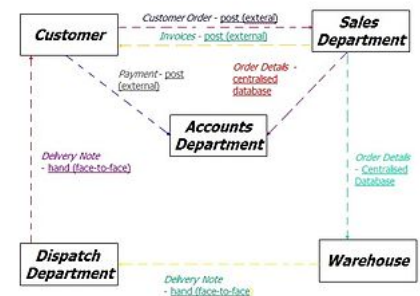 Customer Order - post (exteral)
Customer
Invoices - post (external)
Sales
Department
Payment- post
(external)
Order Details -
centralised
database
Accounts
Department
Delivery Note
- hand (face-to-face)
Order Details
- Centralised
Database
Dispatch
Department
Warehouse
Delivery Note
- hand (face-to-face